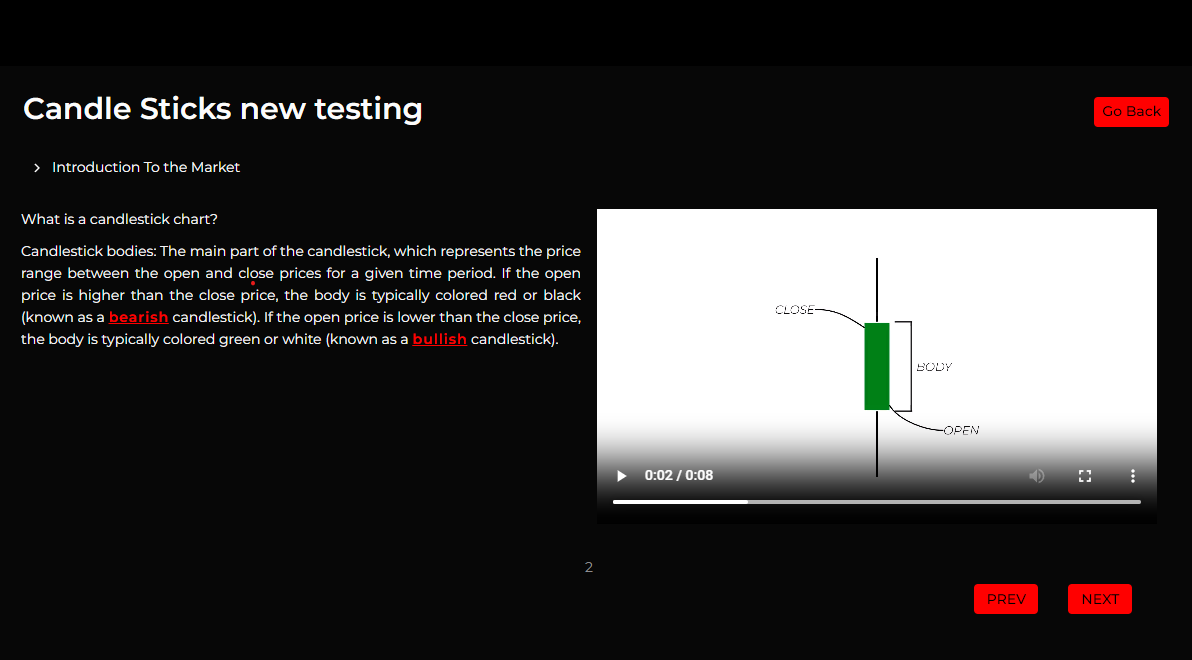 Candle Sticks new testing
Go Back
Introduction To the Market
What is a candlestick chart?
Candlestick bodies: The main part of the candlestick, which represents the price
range between the open and close prices for a given time period. If the open
price is higher than the close price, the body is typically colored red or black
(known as a bearish candlestick). If the open price is lower than the close price,
the body is typically colored green or white (known as a bullish candlestick).
CLOSE
BODY
OPEN
0:02 / 0:08
2
PREV
NEXT